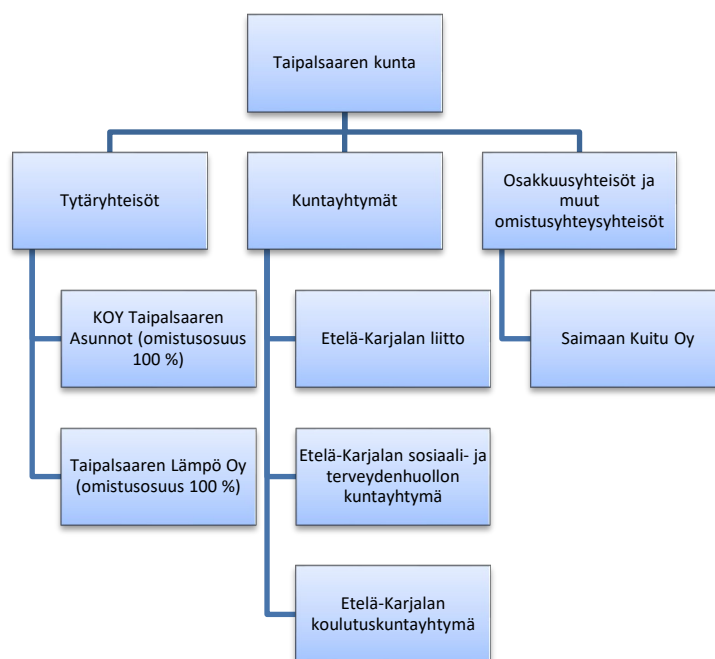 Taipalsaaren kunta
Tytäryhteisöt
Kuntayhtymät
Osakkuusyhteisöt ja
muut
omistusyhteysyhteisöt
KOY Taipalsaaren
Asunnot (omistusosuus
100 %)
Etelä-Karjalan liitto
Saimaan Kuitu Oy
Taipalsaaren Lämpö Oy
(omistusosuus 100 %)
Etelä-Karjalan sosiaali- ja
terveydenhuollon
kuntayhtymä
Etelä-Karjalan
koulutuskuntayhtymä